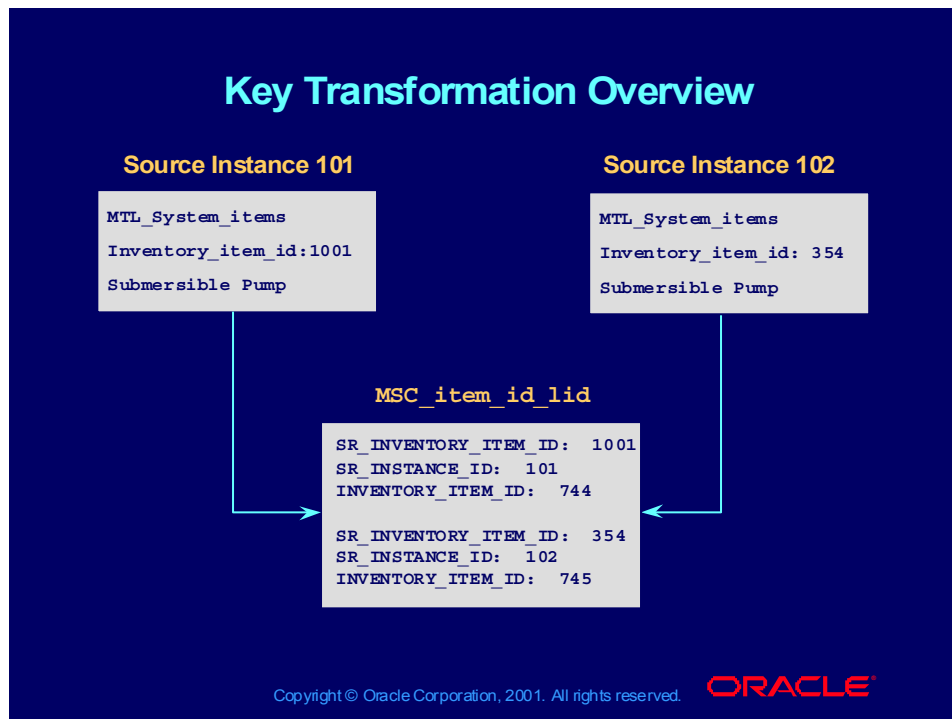 Key Transformation Overview
Source Instance 101
MTL_System_items
Inventory_item_id:1001
Submersible Pump
Source Instance 102
MTL_System_items
Inventory_item_id: 354
Submersible Pump
MSC_item_id_lid
SR_INVENTORY_ITEM_ID: 1001
SR_INSTANCE_ID: 101
INVENTORY_ITEM_ID: 744
SR_INVENTORY_ITEM_ID: 354
SR_INSTANCE_ID: 102
INVENTORY_ITEM_ID: 745
Copyright © Oracle Corporation, 2001. All rights reserved.
ORACLE®